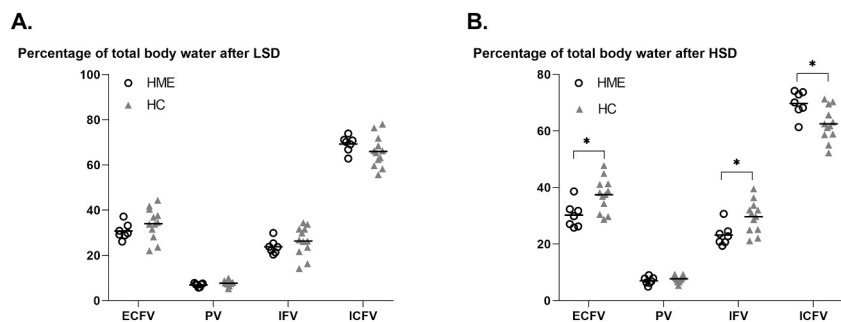 A.
Percentage of total body water after LSD
100
80
60
40
20
0
HME
HC
ECFV PV IFV ICFV
B.
Percentage of total body water after HSD
80
60
40
20
0
HME
HC
*
*
*
ECFV PV IFV ICFV